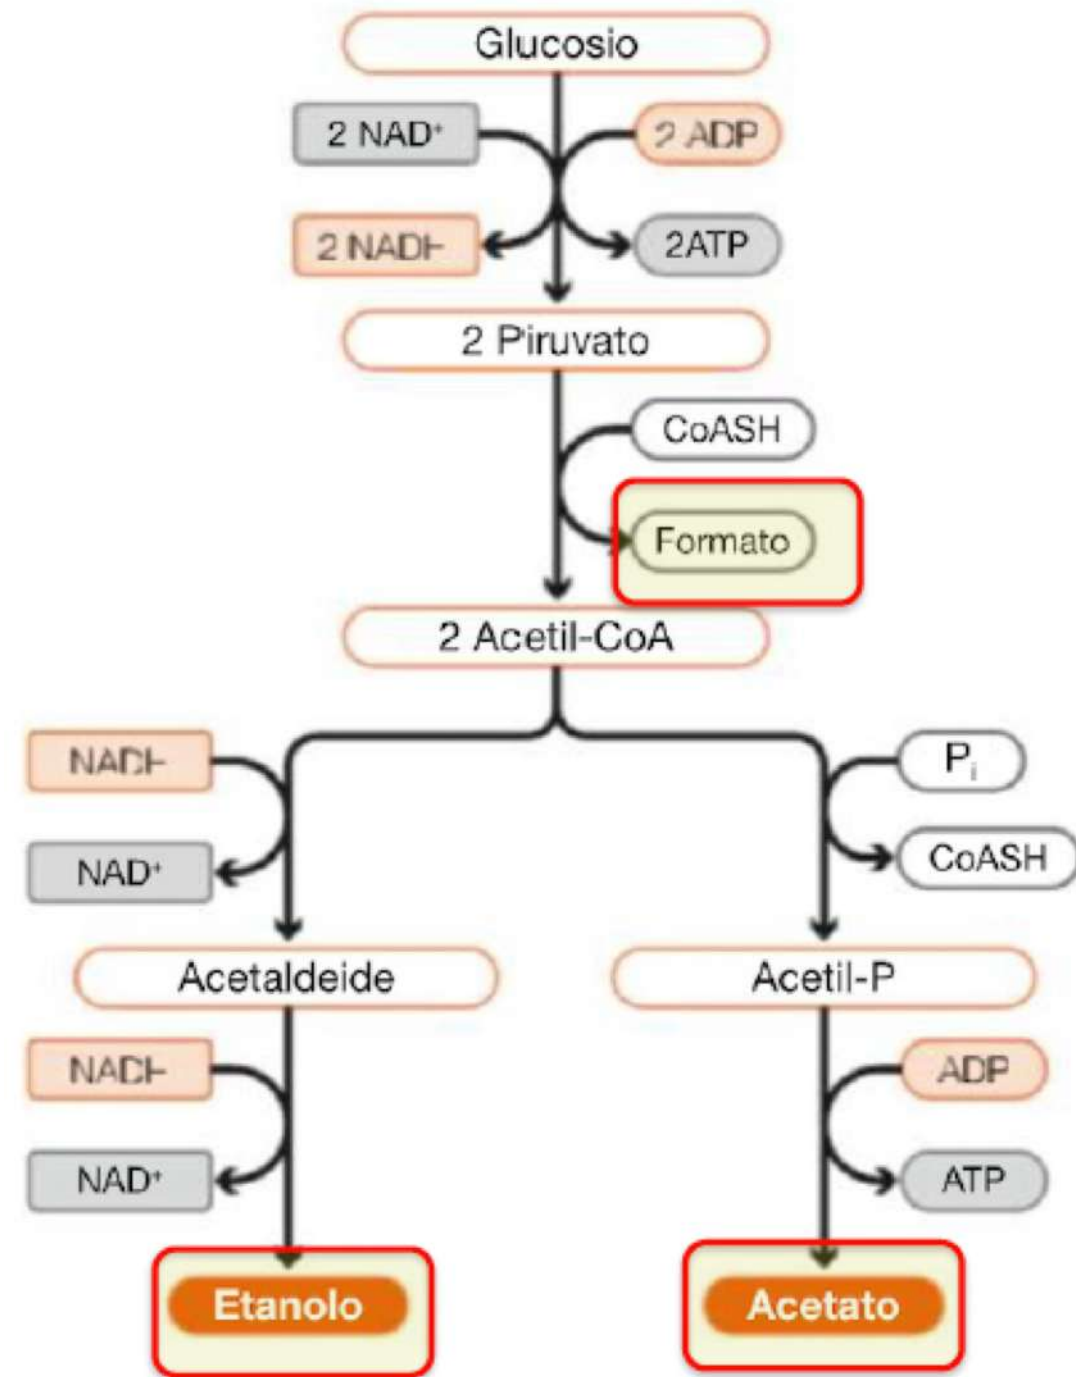 Glucosio
2 NAD⁺
2 ADP
2 NADH
2ATP
2 Piruvato
CoASH
Formato
2 Acetil-CoA
NADH
Pᵢ
NAD⁺
CoASH
Acetaldeide
Acetil-P
NADH
ADP
NAD⁺
ATP
Etanolo
Acetato